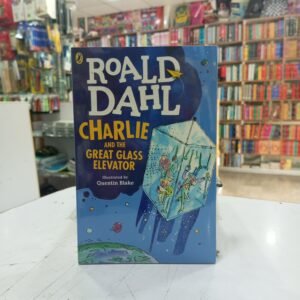 ROALD
DAHL
CHARLIE
AND THE
GREAT GLASS
ELEVATOR
Illustrated by
Quentin Blake